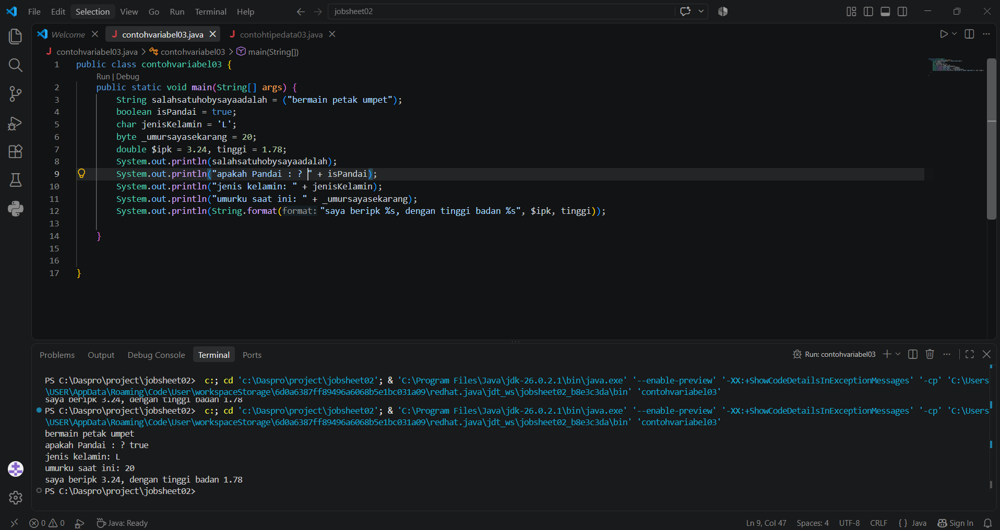 File Edit Selection View Go Run Terminal Help
jobsheet02
Welcome
contohvariabel03.java
contohtipedata03.java
contohvariabel03.java > contohvariabel03 > main(String[])
1 public class contohvariabel03 {
Run | Debug
2 public static void main(String[] args) {
3 String salahsatuhobysayaadalah = ("bermain petak umpet");
4 boolean isPandai = true;
5 char jenisKelamin = 'L';
6 byte _umursayasekarang = 20;
7 double $ipk = 3.24, tinggi = 1.78;
8 System.out.println(salahsatuhobysayaadalah);
9 System.out.println("apakah Pandai : ? " + isPandai);
10 System.out.println("jenis kelamin: " + jenisKelamin);
11 System.out.println("umurku saat ini: " + _umursayasekarang);
12 System.out.println(String.format(format: "saya beripk %s, dengan tinggi badan %s", $ipk, tinggi));
13
14 }
15
16
17 }
Problems Output Debug Console Terminal Ports
Run: contohvariabel03
PS C:\Daspro\project\jobsheet02>  c:; cd 'c:\Daspro\project\jobsheet02'; & 'C:\Program Files\Java\jdk-26.0.2.1\bin\java.exe' '--enable-preview' '-XX:+ShowCodeDetailsInExceptionMessages' '-cp' 'C:\Users
\USER\AppData\Roaming\Code\User\workspaceStorage\6d0a6387ff89496a6068b5e1bc031a09\redhat.java\jdt_ws\jobsheet02_b8e3c3da\bin' 'contohvariabel03'
saya beripk 3.24, dengan tinggi badan 1.78
PS C:\Daspro\project\jobsheet02>  c:; cd 'c:\Daspro\project\jobsheet02'; & 'C:\Program Files\Java\jdk-26.0.2.1\bin\java.exe' '--enable-preview' '-XX:+ShowCodeDetailsInExceptionMessages' '-cp' 'C:\Users
\USER\AppData\Roaming\Code\User\workspaceStorage\6d0a6387ff89496a6068b5e1bc031a09\redhat.java\jdt_ws\jobsheet02_b8e3c3da\bin' 'contohvariabel03'
bermain petak umpet
apakah Pandai : ? true
jenis kelamin: L
umurku saat ini: 20
saya beripk 3.24, dengan tinggi badan 1.78
PS C:\Daspro\project\jobsheet02>
0 0 Java: Ready
Ln 9, Col 47 Spaces: 4 UTF-8 CRLF { } Java Sign In